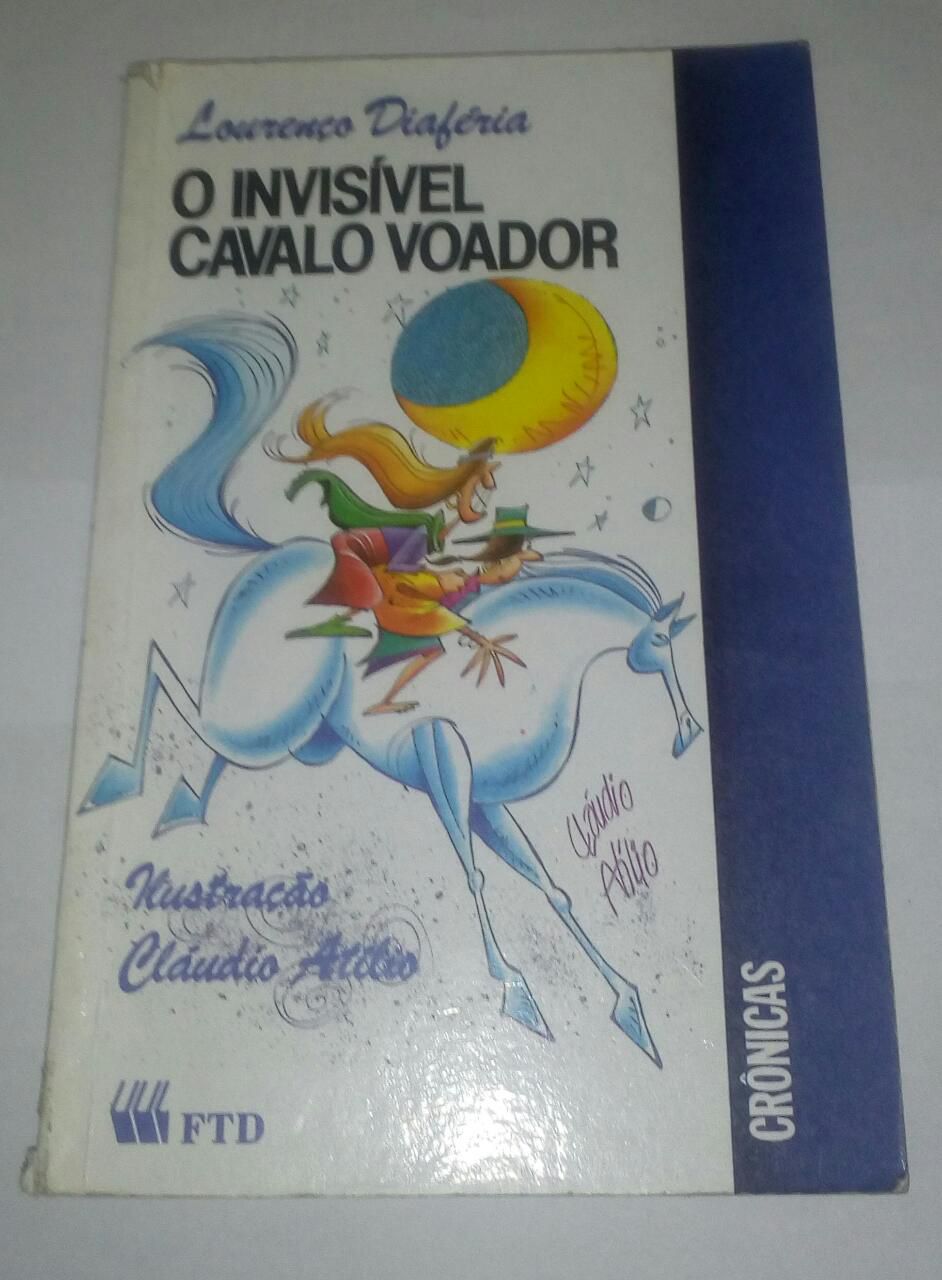 Lourenço Diaféria
O INVISÍVEL
CAVALO VOADOR
Cláudio
Atílio
Ilustração
Cláudio Atílio
FTD
CRÔNICAS